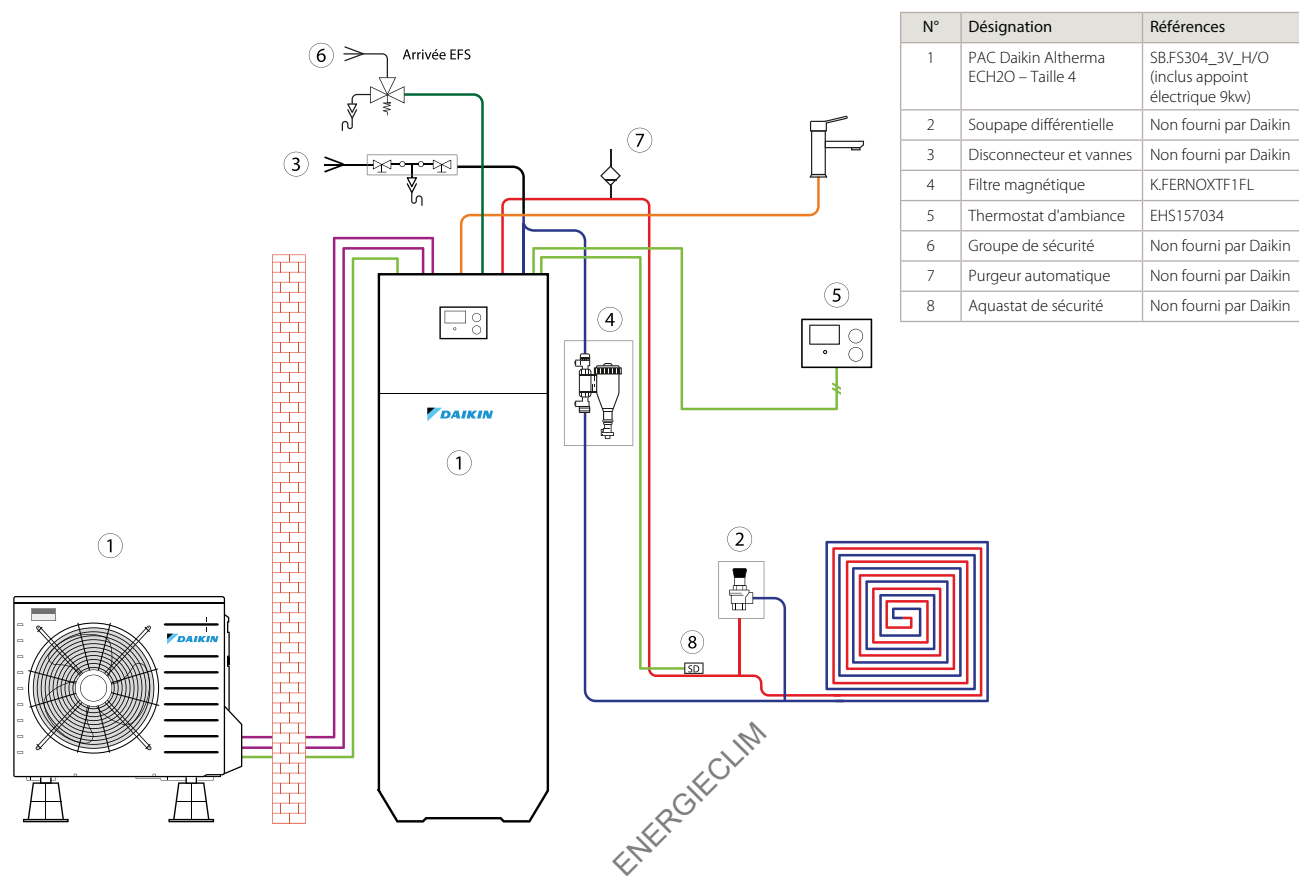 6
Arrivée EFS
3
7
5
4
DAIKIN
1
1
DAIKIN
2
8
SD
ENERGIECLIM
N° Désignation Références
1 PAC Daikin Altherma ECH2O – Taille 4 SB.FS304_3V_H/O (inclus appoint électrique 9kw)
2 Soupape différentielle Non fourni par Daikin
3 Disconnecteur et vannes Non fourni par Daikin
4 Filtre magnétique K.FERNOXTF1FL
5 Thermostat d'ambiance EHS157034
6 Groupe de sécurité Non fourni par Daikin
7 Purgeur automatique Non fourni par Daikin
8 Aquastat de sécurité Non fourni par Daikin